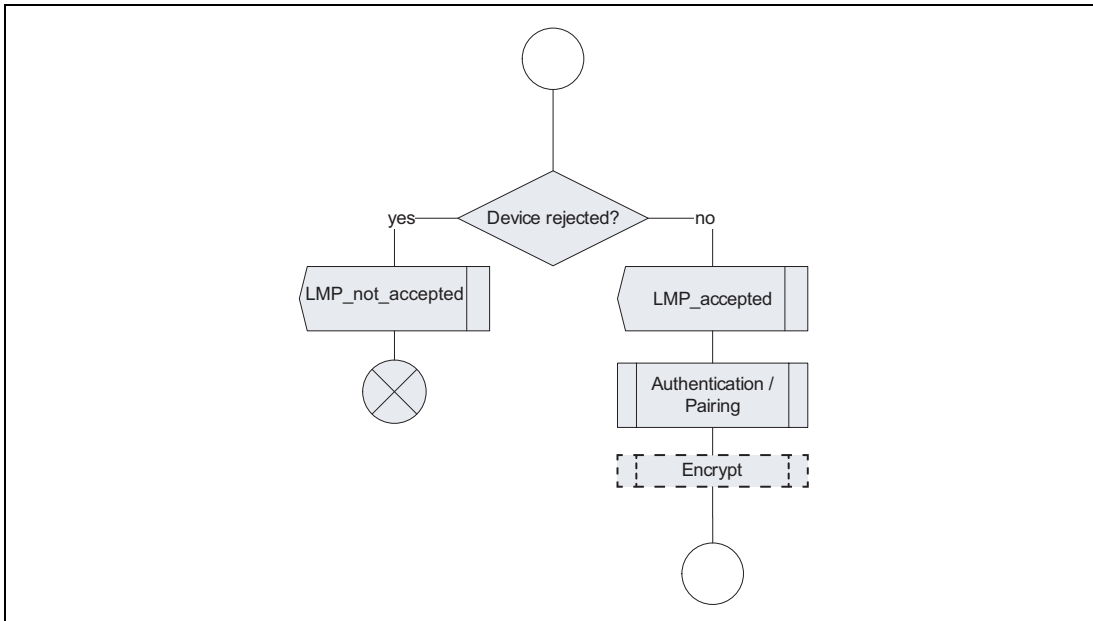 Device rejected?
yes
no
LMP_not_accepted
LMP_accepted
Authentication /
Pairing
Encrypt